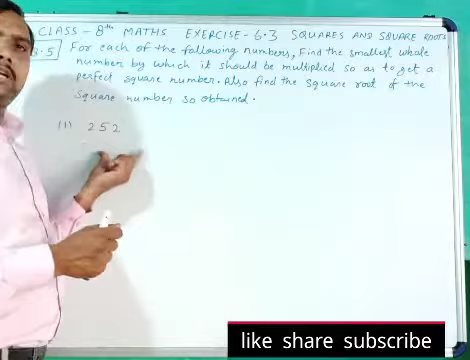 CLASS - 8th MATHS EXERCISE - 6.3 SQUARES AND SQUARE ROOTS
3.5 For each of the following numbers, Find the smallest whole
number by which it should be multiplied so as to get a
perfect square number. Also find the square root of the
square number so obtained.
(i) 252
like share subscribe